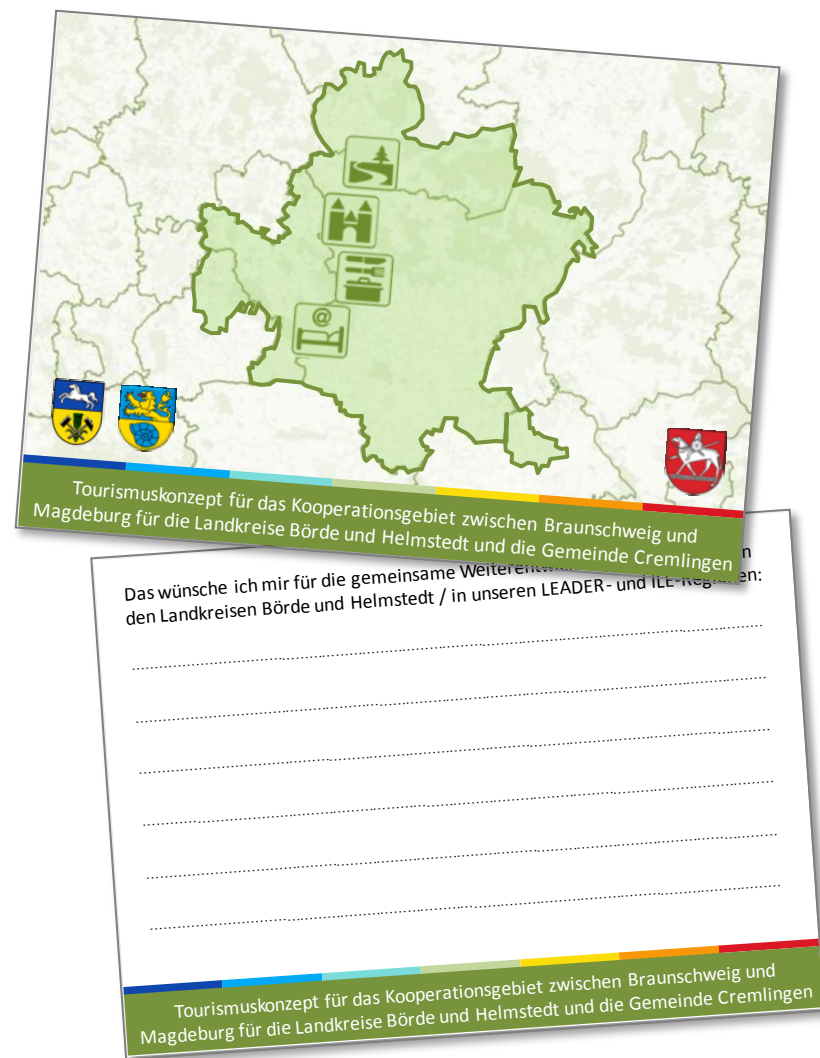 @
Tourismuskonzept für das Kooperationsgebiet zwischen Braunschweig und
Magdeburg für die Landkreise Börde und Helmstedt und die Gemeinde Cremlingen
Das wünsche ich mir für die gemeinsame
den Landkreisen Börde und Helmstedt / in unseren LEADER- und ILE-Regionen:
Tourismuskonzept für das Kooperationsgebiet zwischen Braunschweig und
Magdeburg für die Landkreise Börde und Helmstedt und die Gemeinde Cremlingen